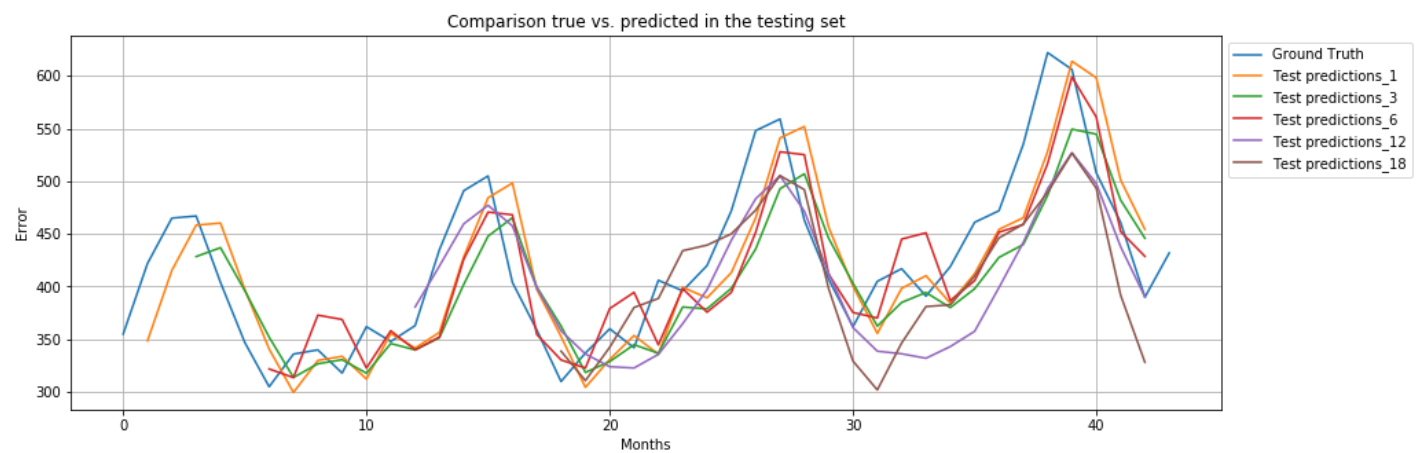 Comparison true vs. predicted in the testing set
Error
600
550
500
450
400
350
300
0
10
20
30
40
Months
Ground Truth
Test predictions_1
Test predictions_3
Test predictions_6
Test predictions_12
Test predictions_18